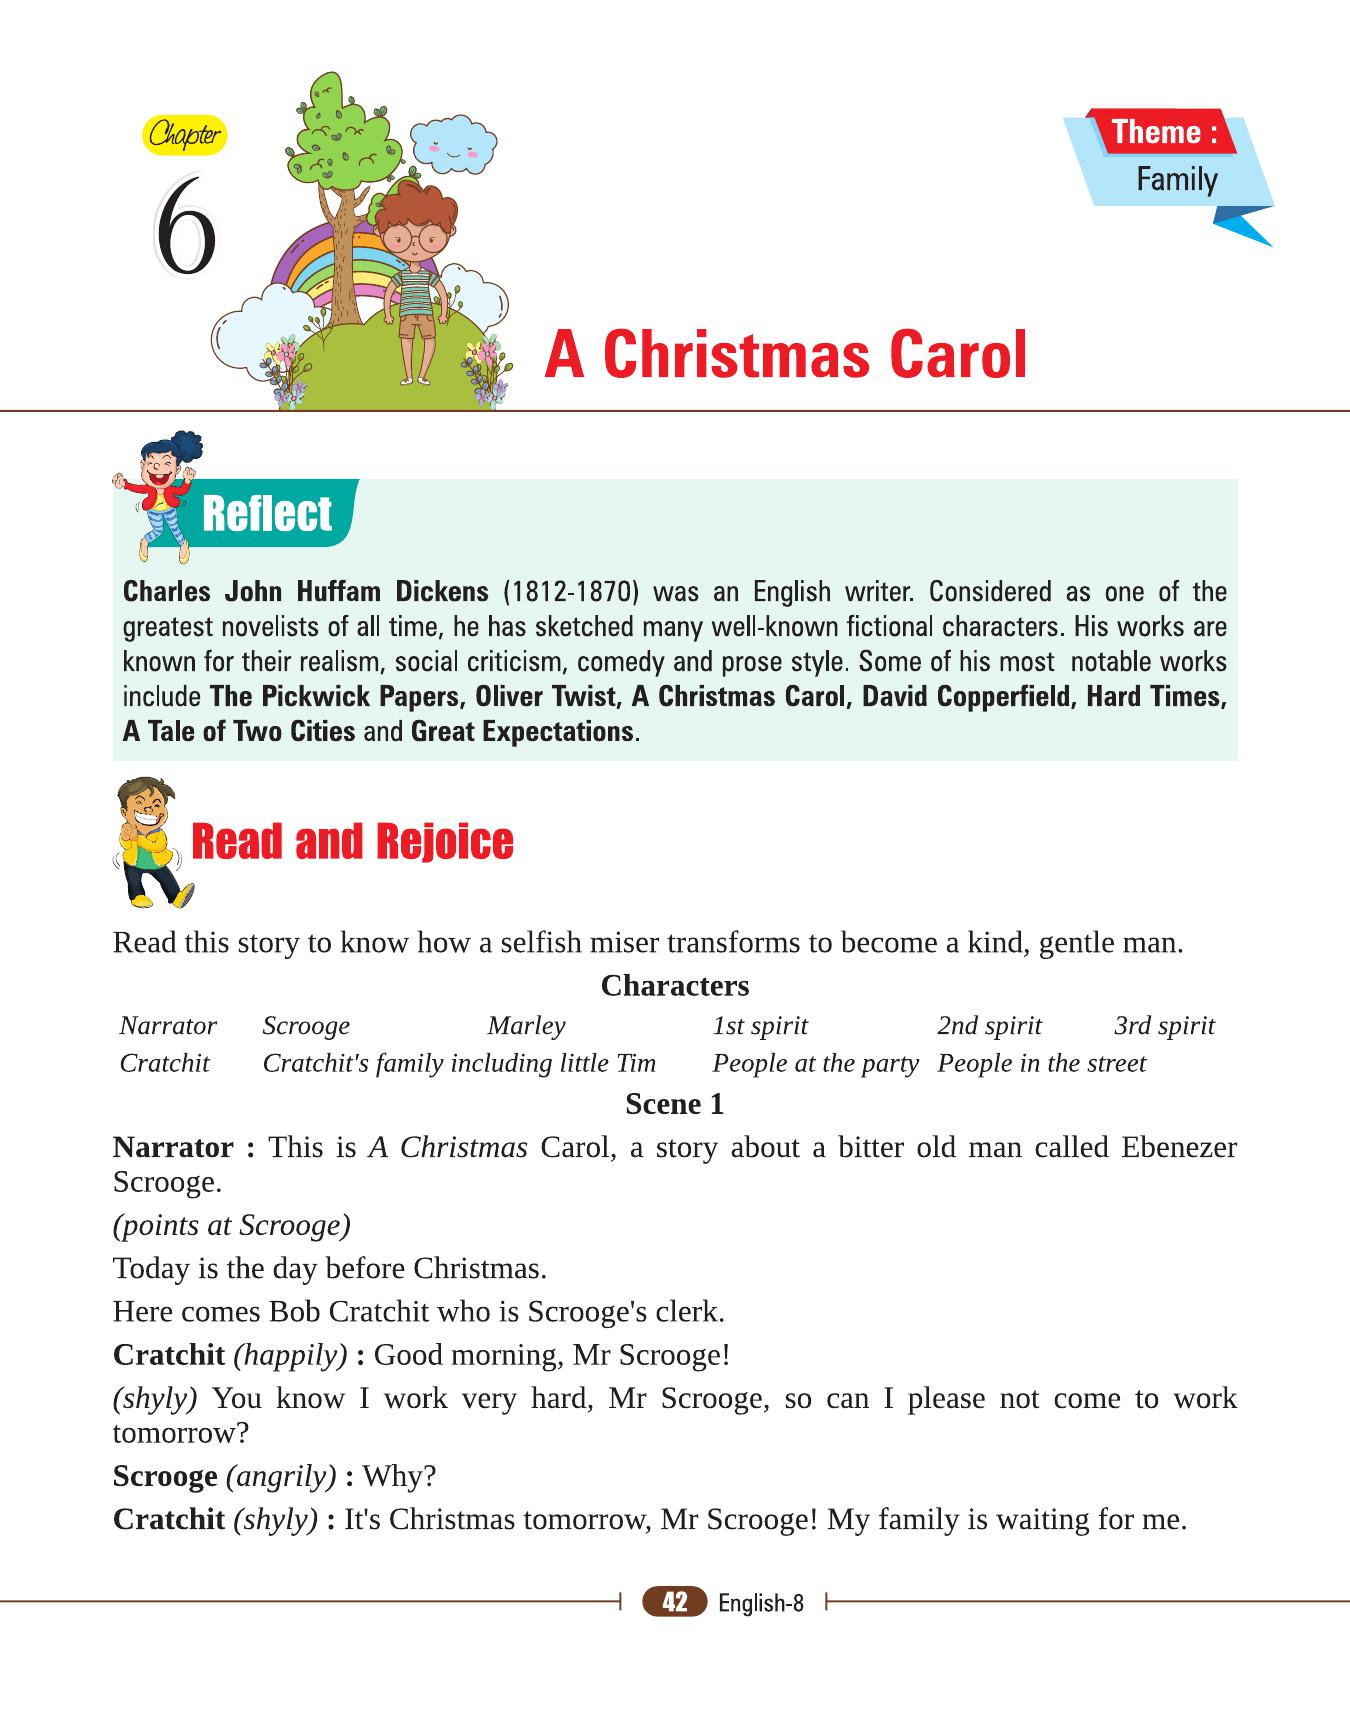 Chapter
6
Theme :
Family
A Christmas Carol
Reflect
Charles John Huffam Dickens (1812-1870) was an English writer. Considered as one of the
greatest novelists of all time, he has sketched many well-known fictional characters. His works are
known for their realism, social criticism, comedy and prose style. Some of his most notable works
include The Pickwick Papers, Oliver Twist, A Christmas Carol, David Copperfield, Hard Times,
A Tale of Two Cities and Great Expectations.
Read and Rejoice
Read this story to know how a selfish miser transforms to become a kind, gentle man.
Characters
Narrator Scrooge Marley 1st spirit 2nd spirit 3rd spirit
Cratchit Cratchit's family including little Tim People at the party People in the street
Scene 1
Narrator : This is A Christmas Carol, a story about a bitter old man called Ebenezer
Scrooge.
(points at Scrooge)
Today is the day before Christmas.
Here comes Bob Cratchit who is Scrooge's clerk.
Cratchit (happily) : Good morning, Mr Scrooge!
(shyly) You know I work very hard, Mr Scrooge, so can I please not come to work
tomorrow?
Scrooge (angrily) : Why?
Cratchit (shyly) : It's Christmas tomorrow, Mr Scrooge! My family is waiting for me.
42 English-8